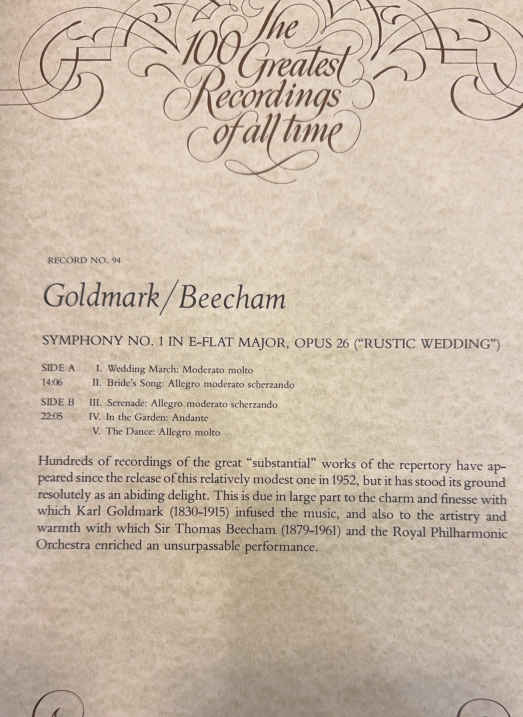 The
100
Greatest
Recordings
of all time
RECORD NO. 94
Goldmark/Beecham
SYMPHONY NO. 1 IN E-FLAT MAJOR, OPUS 26 (“RUSTIC WEDDING”)
SIDE A I. Wedding March: Moderato molto
14:06 II. Bride's Song: Allegro moderato scherzando
SIDE B III. Serenade: Allegro moderato scherzando
22:05 IV. In the Garden: Andante
V. The Dance: Allegro molto
Hundreds of recordings of the great “substantial” works of the repertory have ap-
peared since the release of this relatively modest one in 1952, but it has stood its ground
resolutely as an abiding delight. This is due in large part to the charm and finesse with
which Karl Goldmark (1830-1915) infused the music, and also to the artistry and
warmth with which Sir Thomas Beecham (1879-1961) and the Royal Philharmonic
Orchestra enriched an unsurpassable performance.